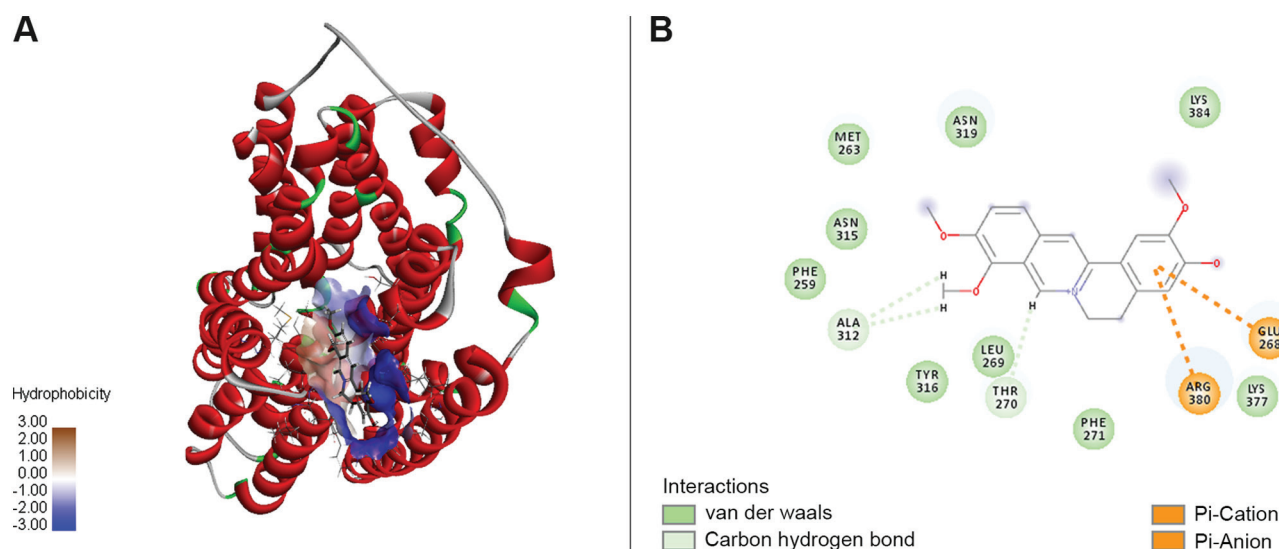 A
Hydrophobicity
3.00
2.00
1.00
0.00
-1.00
-2.00
-3.00
B
LYS
384
ASN
319
MET
263
ASN
315
PHE
259
ALA
312
TYR
316
LEU
269
THR
270
PHE
271
GLU
268
ARG
380
LYS
377
O
O
O
O
N
H
H
H
Interactions
van der waals
Carbon hydrogen bond
Pi-Cation
Pi-Anion